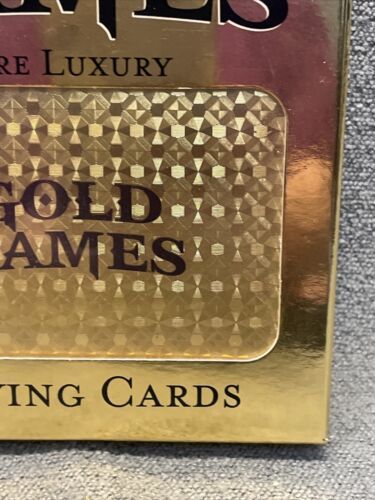 AMES
RE LUXURY
GOLD
AMES
YING CARDS